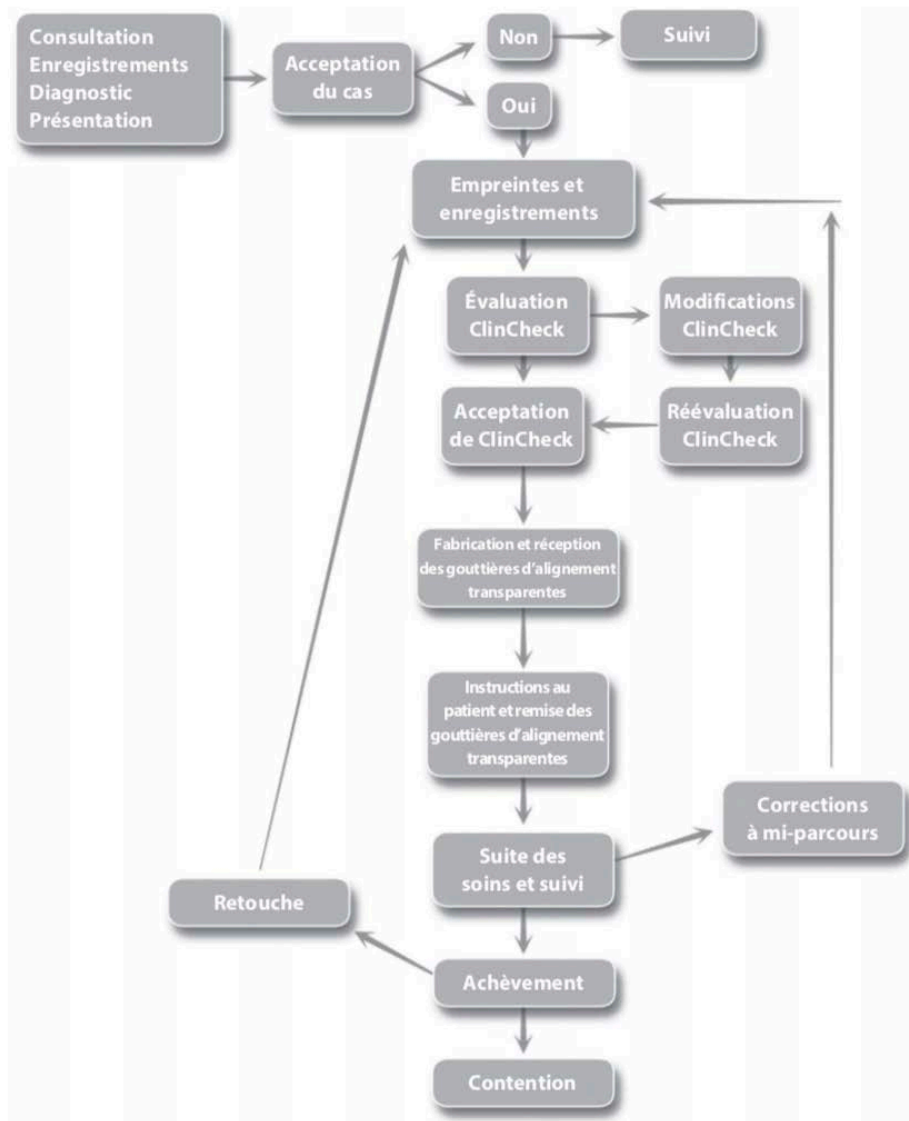 Consultation
Enregistrements
Diagnostic
Présentation
Acceptation
du cas
Non
Suivi
Oui
Empreintes et
enregistrements
Évaluation
ClinCheck
Modifications
ClinCheck
Acceptation
de ClinCheck
Réévaluation
ClinCheck
Fabrication et réception
des gouttières d'alignement
transparentes
Instructions au
patient et remise des
gouttières d'alignement
transparentes
Corrections
à mi-parcours
Suite des
soins et suivi
Retouche
Achèvement
Contention